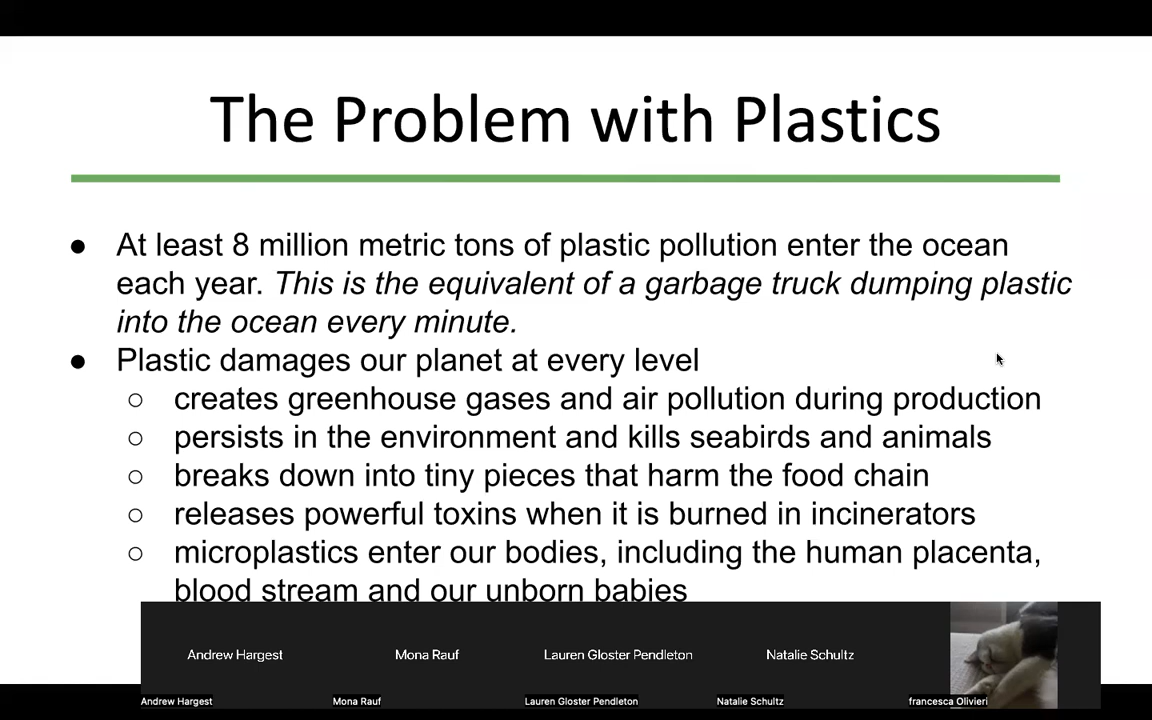 The Problem with Plastics
● At least 8 million metric tons of plastic pollution enter the ocean
each year. This is the equivalent of a garbage truck dumping plastic
into the ocean every minute.
● Plastic damages our planet at every level
○ creates greenhouse gases and air pollution during production
○ persists in the environment and kills seabirds and animals
○ breaks down into tiny pieces that harm the food chain
○ releases powerful toxins when it is burned in incinerators
○ microplastics enter our bodies, including the human placenta,
blood stream and our unborn babies
Andrew Hargest Mona Rauf Lauren Gloster Pendleton Natalie Schultz
Andrew Hargest Mona Rauf Lauren Gloster Pendleton Natalie Schultz francesca Olivieri